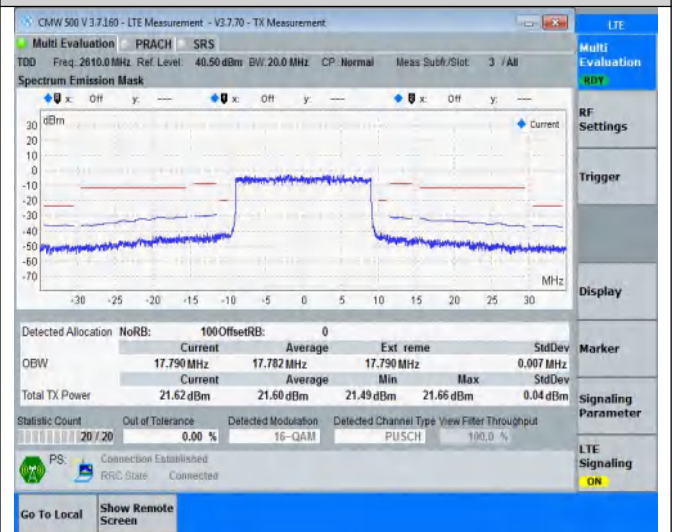 CMW 500 V 3.7.160 - LTE Measurement - V3.7.70 - TX Measurement
LTE
Multi Evaluation PRACH SRS
Multi Evaluation
RDY
TDD Freq: 2610.0 MHz Ref. Level: 40.50 dBm BW: 20.0 MHz CP: Normal Meas Subfr./Slot: 3 / All
Spectrum Emission Mask
x: Off y: --- x: Off y: --- x: Off y: ---
dBm
Current
30
20
10
0
-10
-20
-30
-40
-50
-60
-70
MHz
-30 -25 -20 -15 -10 -5 0 5 10 15 20 25 30
RF Settings
Trigger
Display
Marker
Signaling Parameter
LTE Signaling
ON
Detected Allocation NoRB: 100 OffsetRB: 0
Current Average Ext reme StdDev
OBW 17.790 MHz 17.782 MHz 17.790 MHz 0.007 MHz
Current Average Min Max StdDev
Total TX Power 21.62 dBm 21.60 dBm 21.49 dBm 21.66 dBm 0.04 dBm
Statistic Count Out of Tolerance Detected Modulation Detected Channel Type View Filter Throughput
20 / 20 0.00 % 16-QAM PUSCH 100.0 %
PS: Connection Established
RRC State Connected
Go To Local
Show Remote Screen